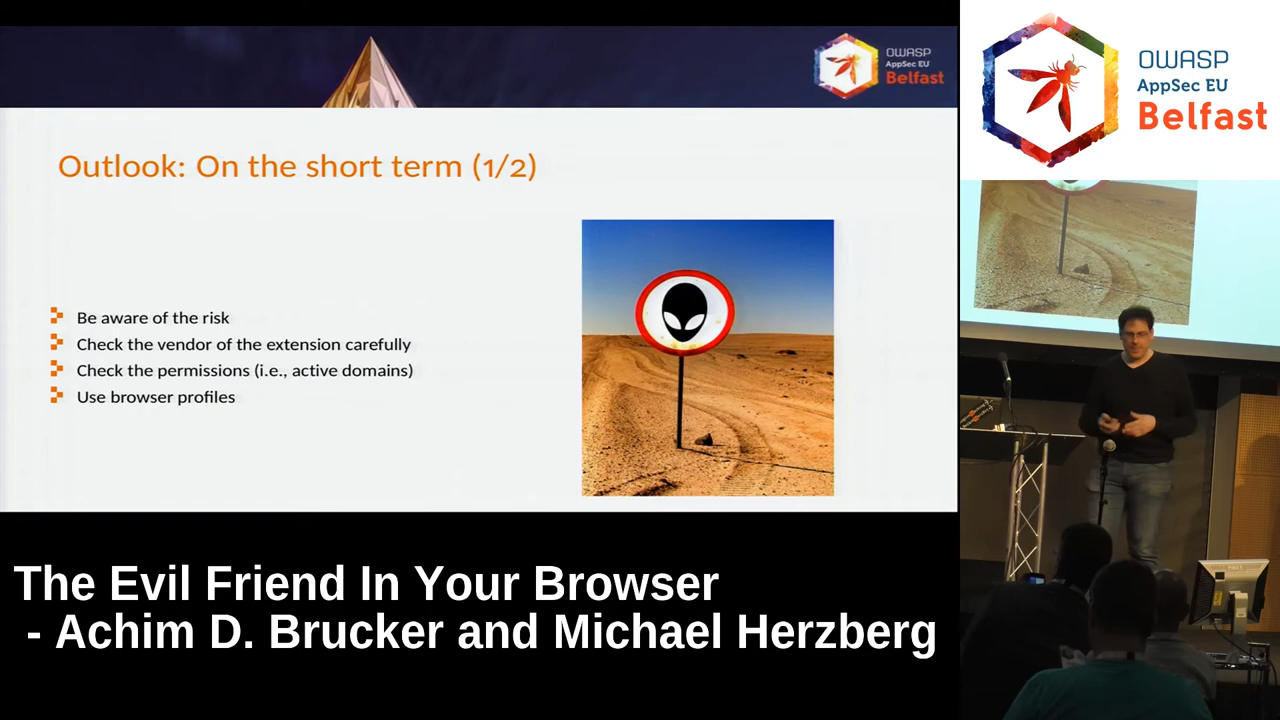 OWASP
AppSec EU
Belfast
Outlook: On the short term (1/2)
Be aware of the risk
Check the vendor of the extension carefully
Check the permissions (i.e., active domains)
Use browser profiles
The Evil Friend In Your Browser
- Achim D. Brucker and Michael Herzberg
OWASP
AppSec EU
Belfast